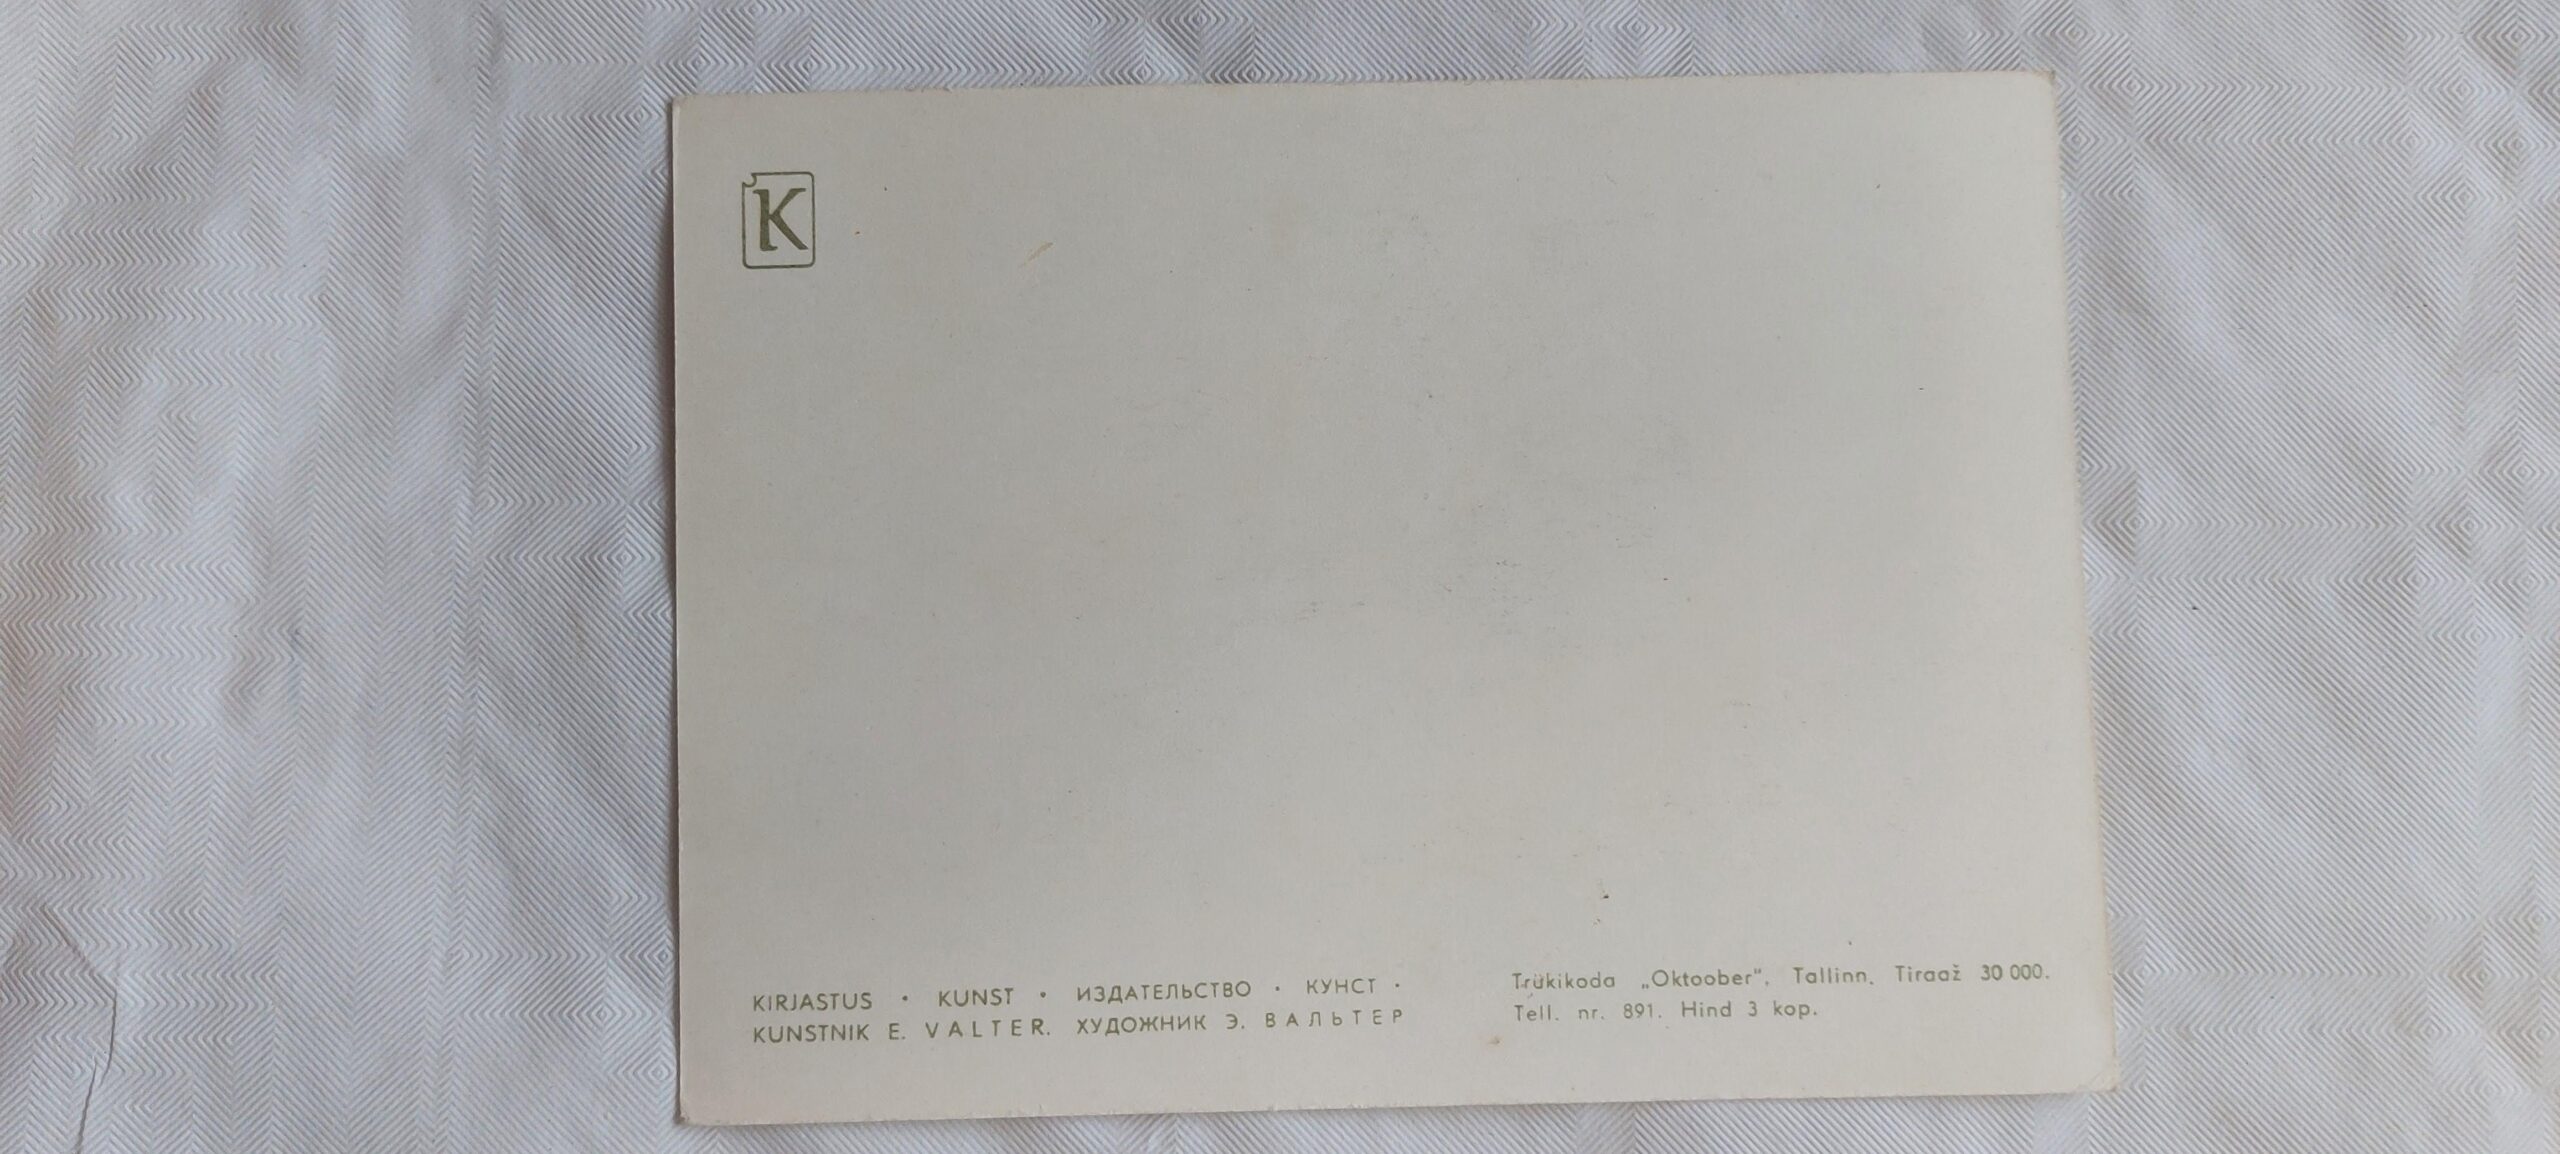 K
KIRJASTUS • KUNST • ИЗДАТЕЛЬСТВО • КУНСТ •
KUNSTNIK E. VALTER. ХУДОЖНИК Э. ВАЛЬТЕР
Trükikoda „Oktoober", Tallinn. Tiraaž 30 000.
Tell. nr. 891. Hind 3 kop.